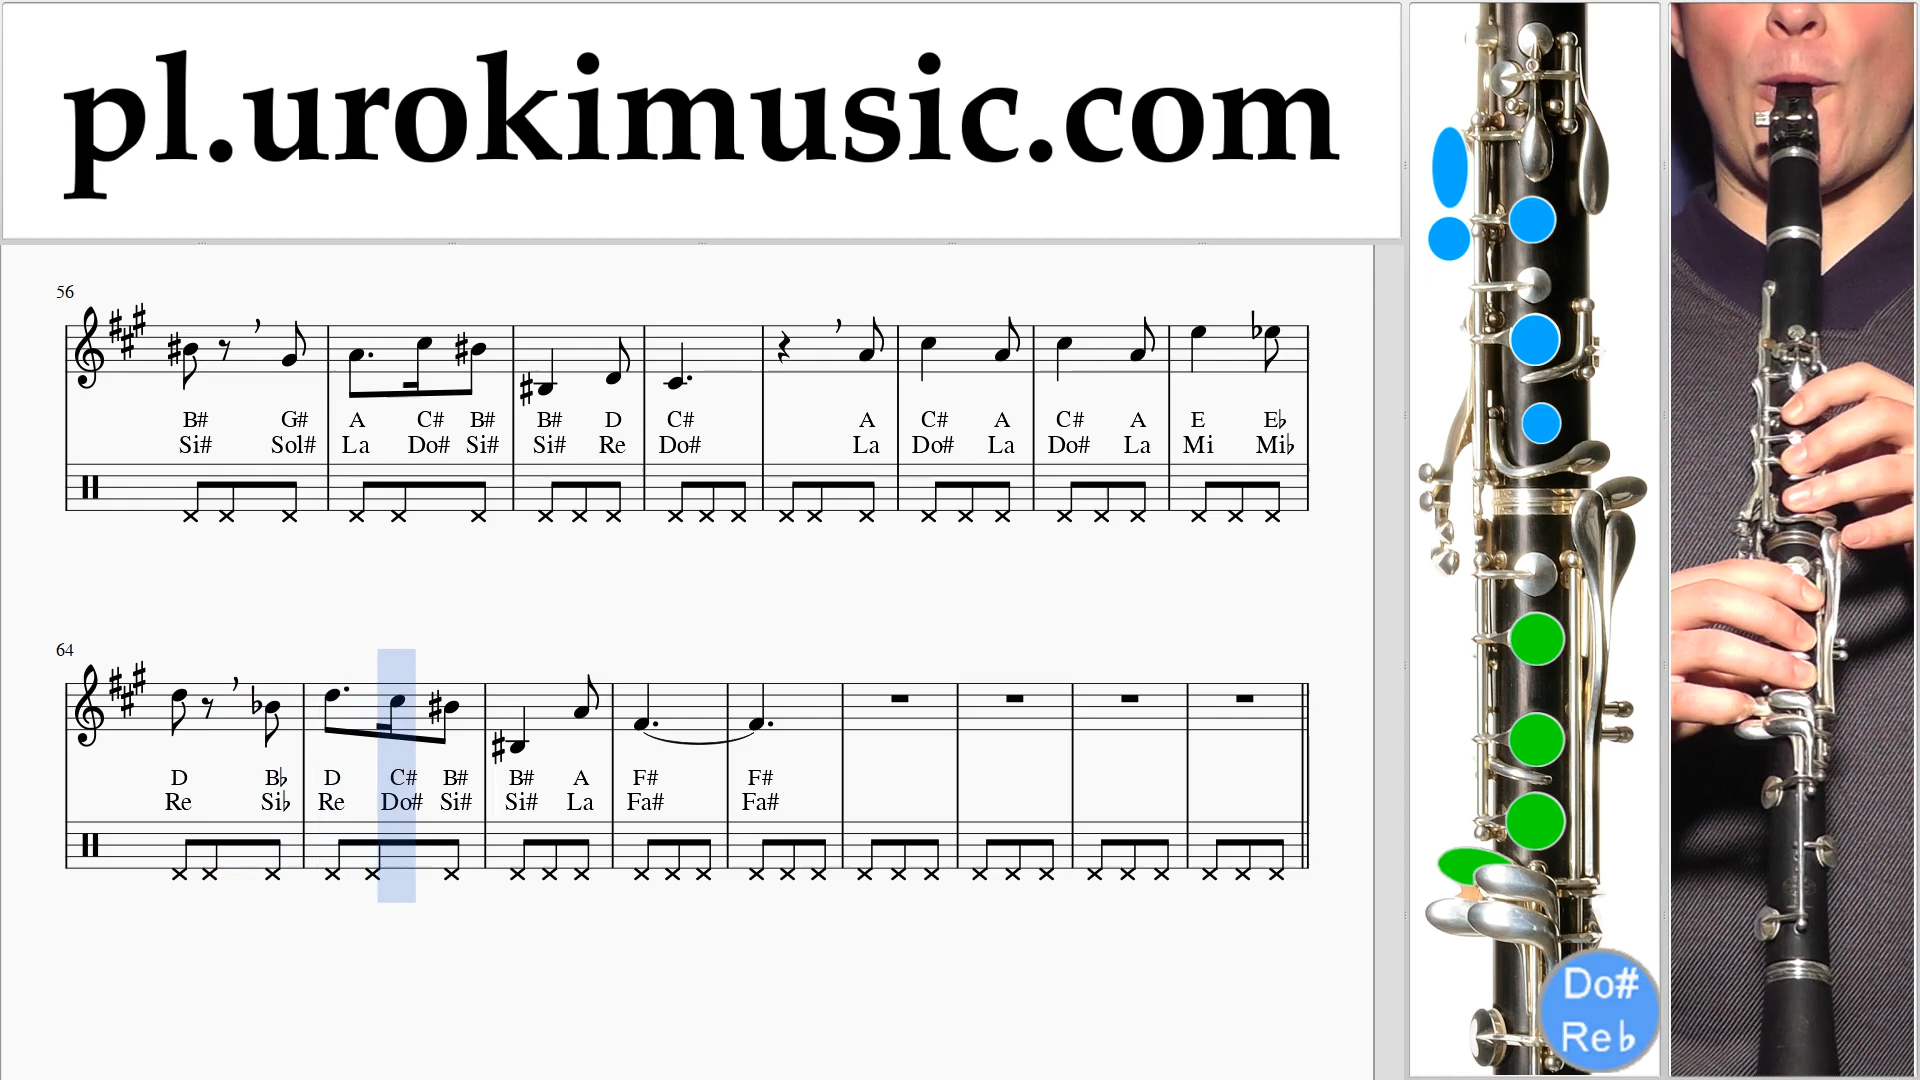 pl.urokimusic.com
56
B# G# A C# B# B# D C# A C# A C# A E E♭
Si# Sol# La Do# Si# Si# Re Do# La Do# La Do# La Mi Mi♭
64
D B♭ D C# B# B# A F# F#
Re Si♭ Re Do# Si# Si# La Fa# Fa#
Do#
Re♭